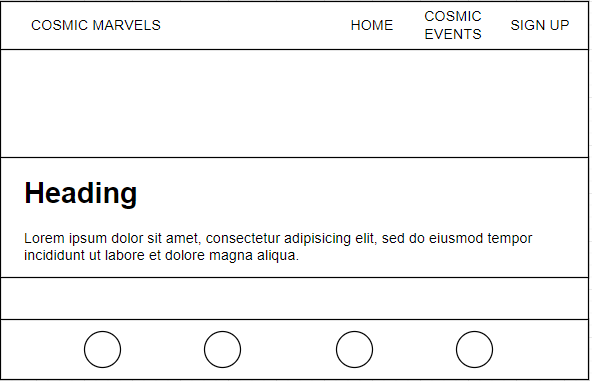 COSMIC MARVELS
HOME
COSMIC
EVENTS
SIGN UP
Heading
Lorem ipsum dolor sit amet, consectetur adipisicing elit, sed do eiusmod tempor
incididunt ut labore et dolore magna aliqua.